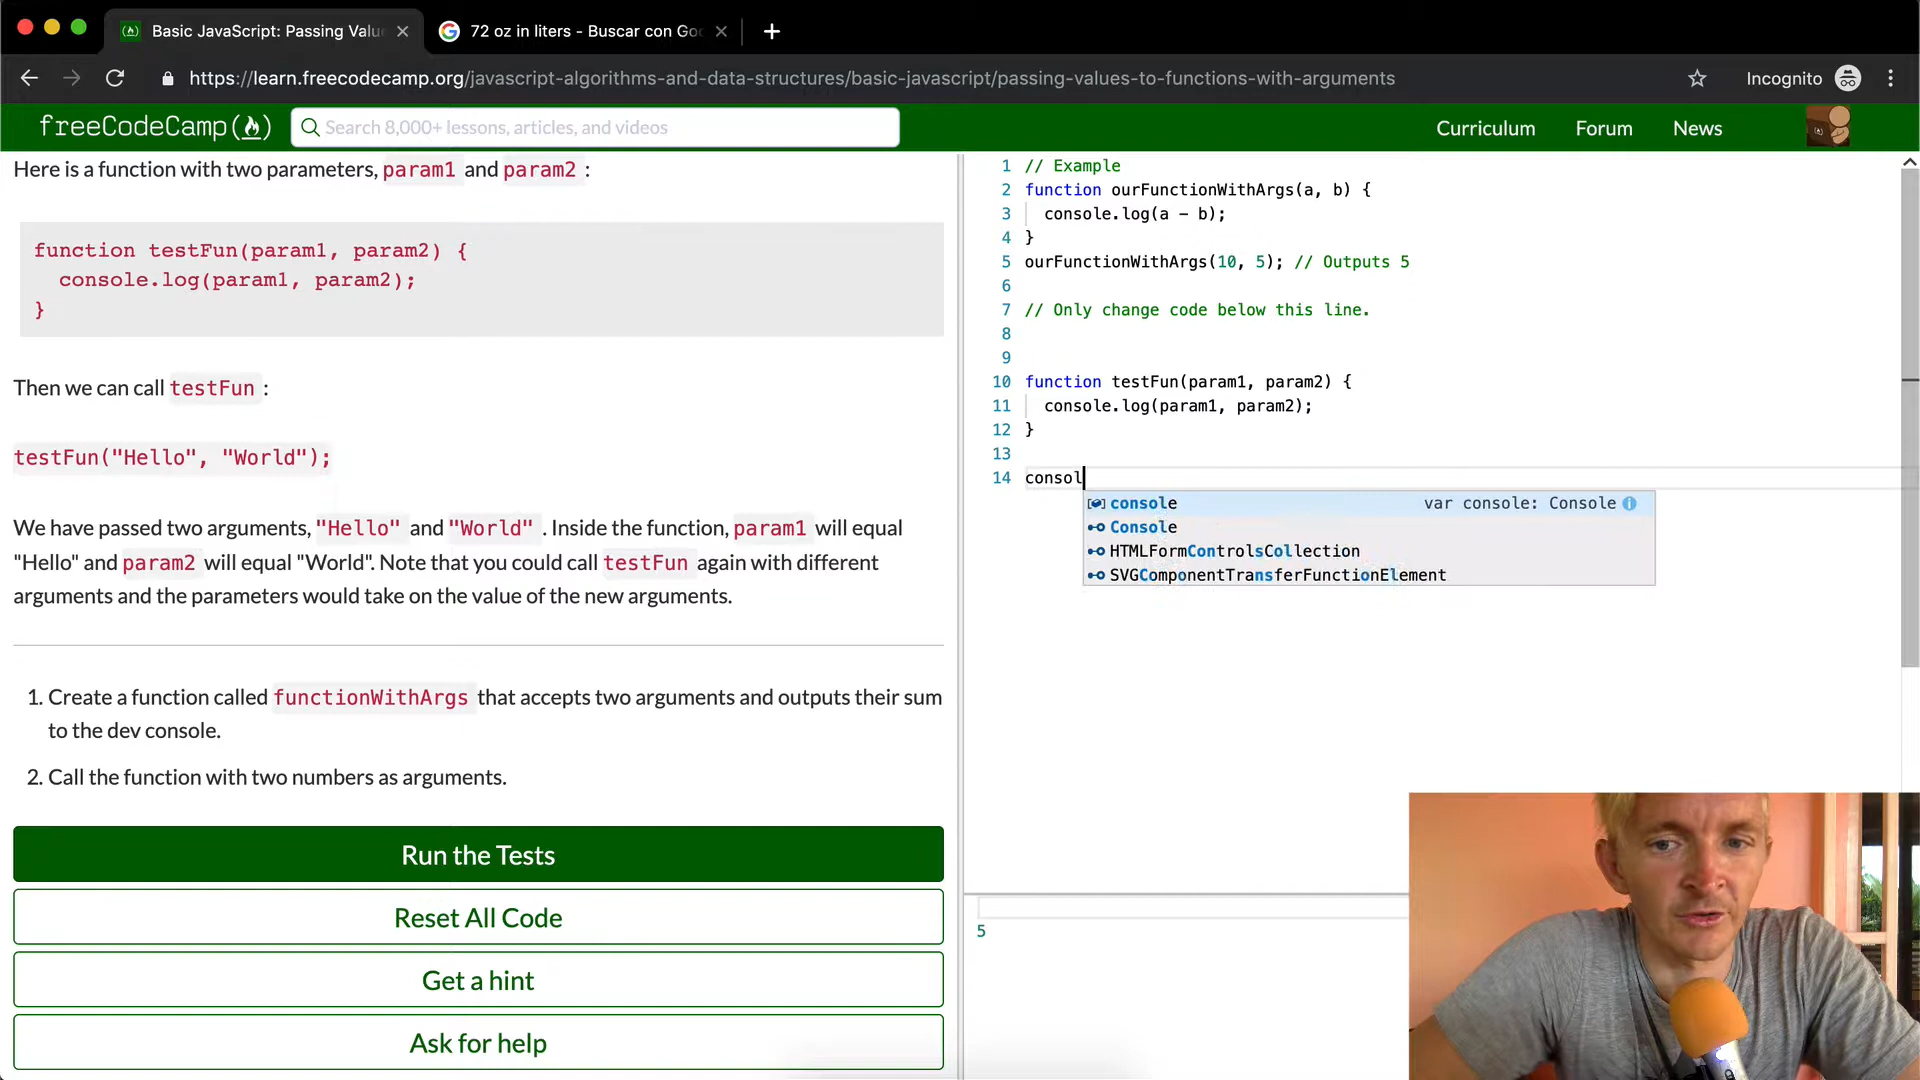 Basic JavaScript: Passing Valu
72 oz in liters - Buscar con Go
https://learn.freecodecamp.org/javascript-algorithms-and-data-structures/basic-javascript/passing-values-to-functions-with-arguments
Incognito
freeCodeCamp
Search 8,000+ lessons, articles, and videos
Curriculum
Forum
News
Here is a function with two parameters, param1 and param2 :
function testFun(param1, param2) {
console.log(param1, param2);
}
Then we can call testFun :
testFun("Hello", "World");
We have passed two arguments, "Hello" and "World" . Inside the function, param1 will equal
"Hello" and param2 will equal "World". Note that you could call testFun again with different
arguments and the parameters would take on the value of the new arguments.
1. Create a function called functionWithArgs that accepts two arguments and outputs their sum
to the dev console.
2. Call the function with two numbers as arguments.
Run the Tests
Reset All Code
Get a hint
Ask for help
1 // Example
2 function ourFunctionWithArgs(a, b) {
3 console.log(a - b);
4 }
5 ourFunctionWithArgs(10, 5); // Outputs 5
6
7 // Only change code below this line.
8
9
10 function testFun(param1, param2) {
11 console.log(param1, param2);
12 }
13
14 consol
console var console: Console
Console
HTMLFormControlsCollection
SVGComponentTransferFunctionElement
5